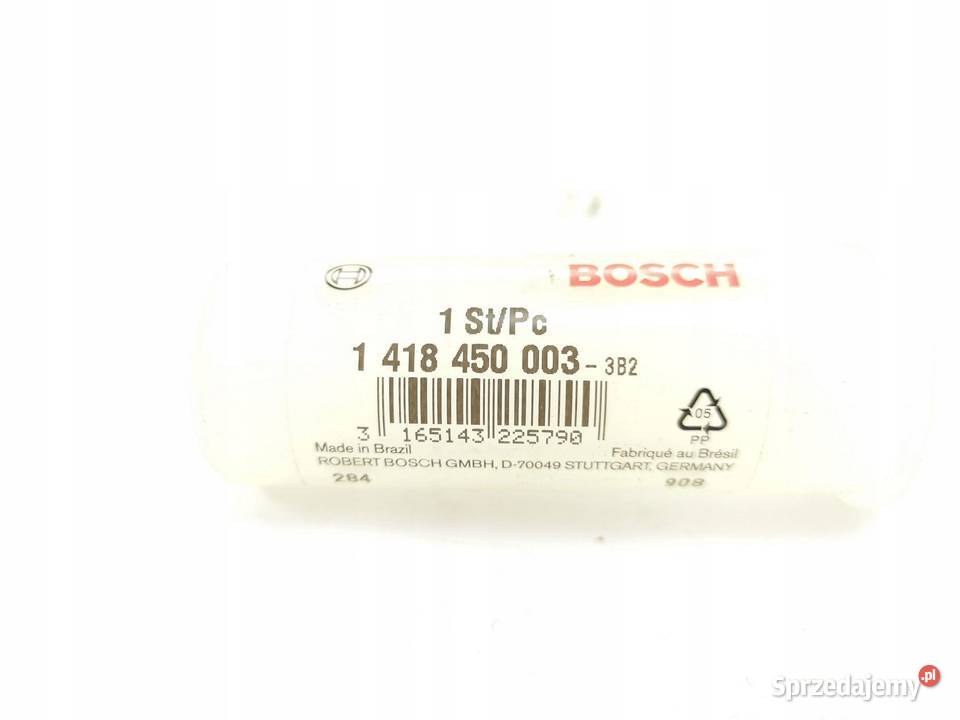 BOSCH
1 St/Pc
1 418 450 003 - 3B2
3 165143 225790
05
PP
Made in Brazil Fabriqué au Brésil
ROBERT BOSCH GMBH, D-70049 STUTTGART, GERMANY
284 908
Sprzedajemy.pl